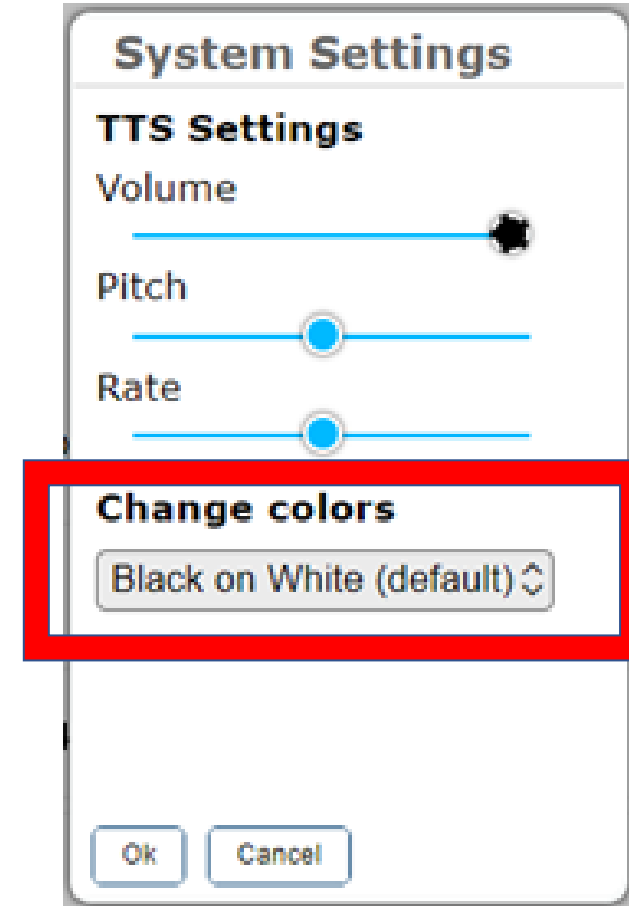 System Settings
TTS Settings
Volume
Pitch
Rate
Change colors
Black on White (default)
Ok Cancel